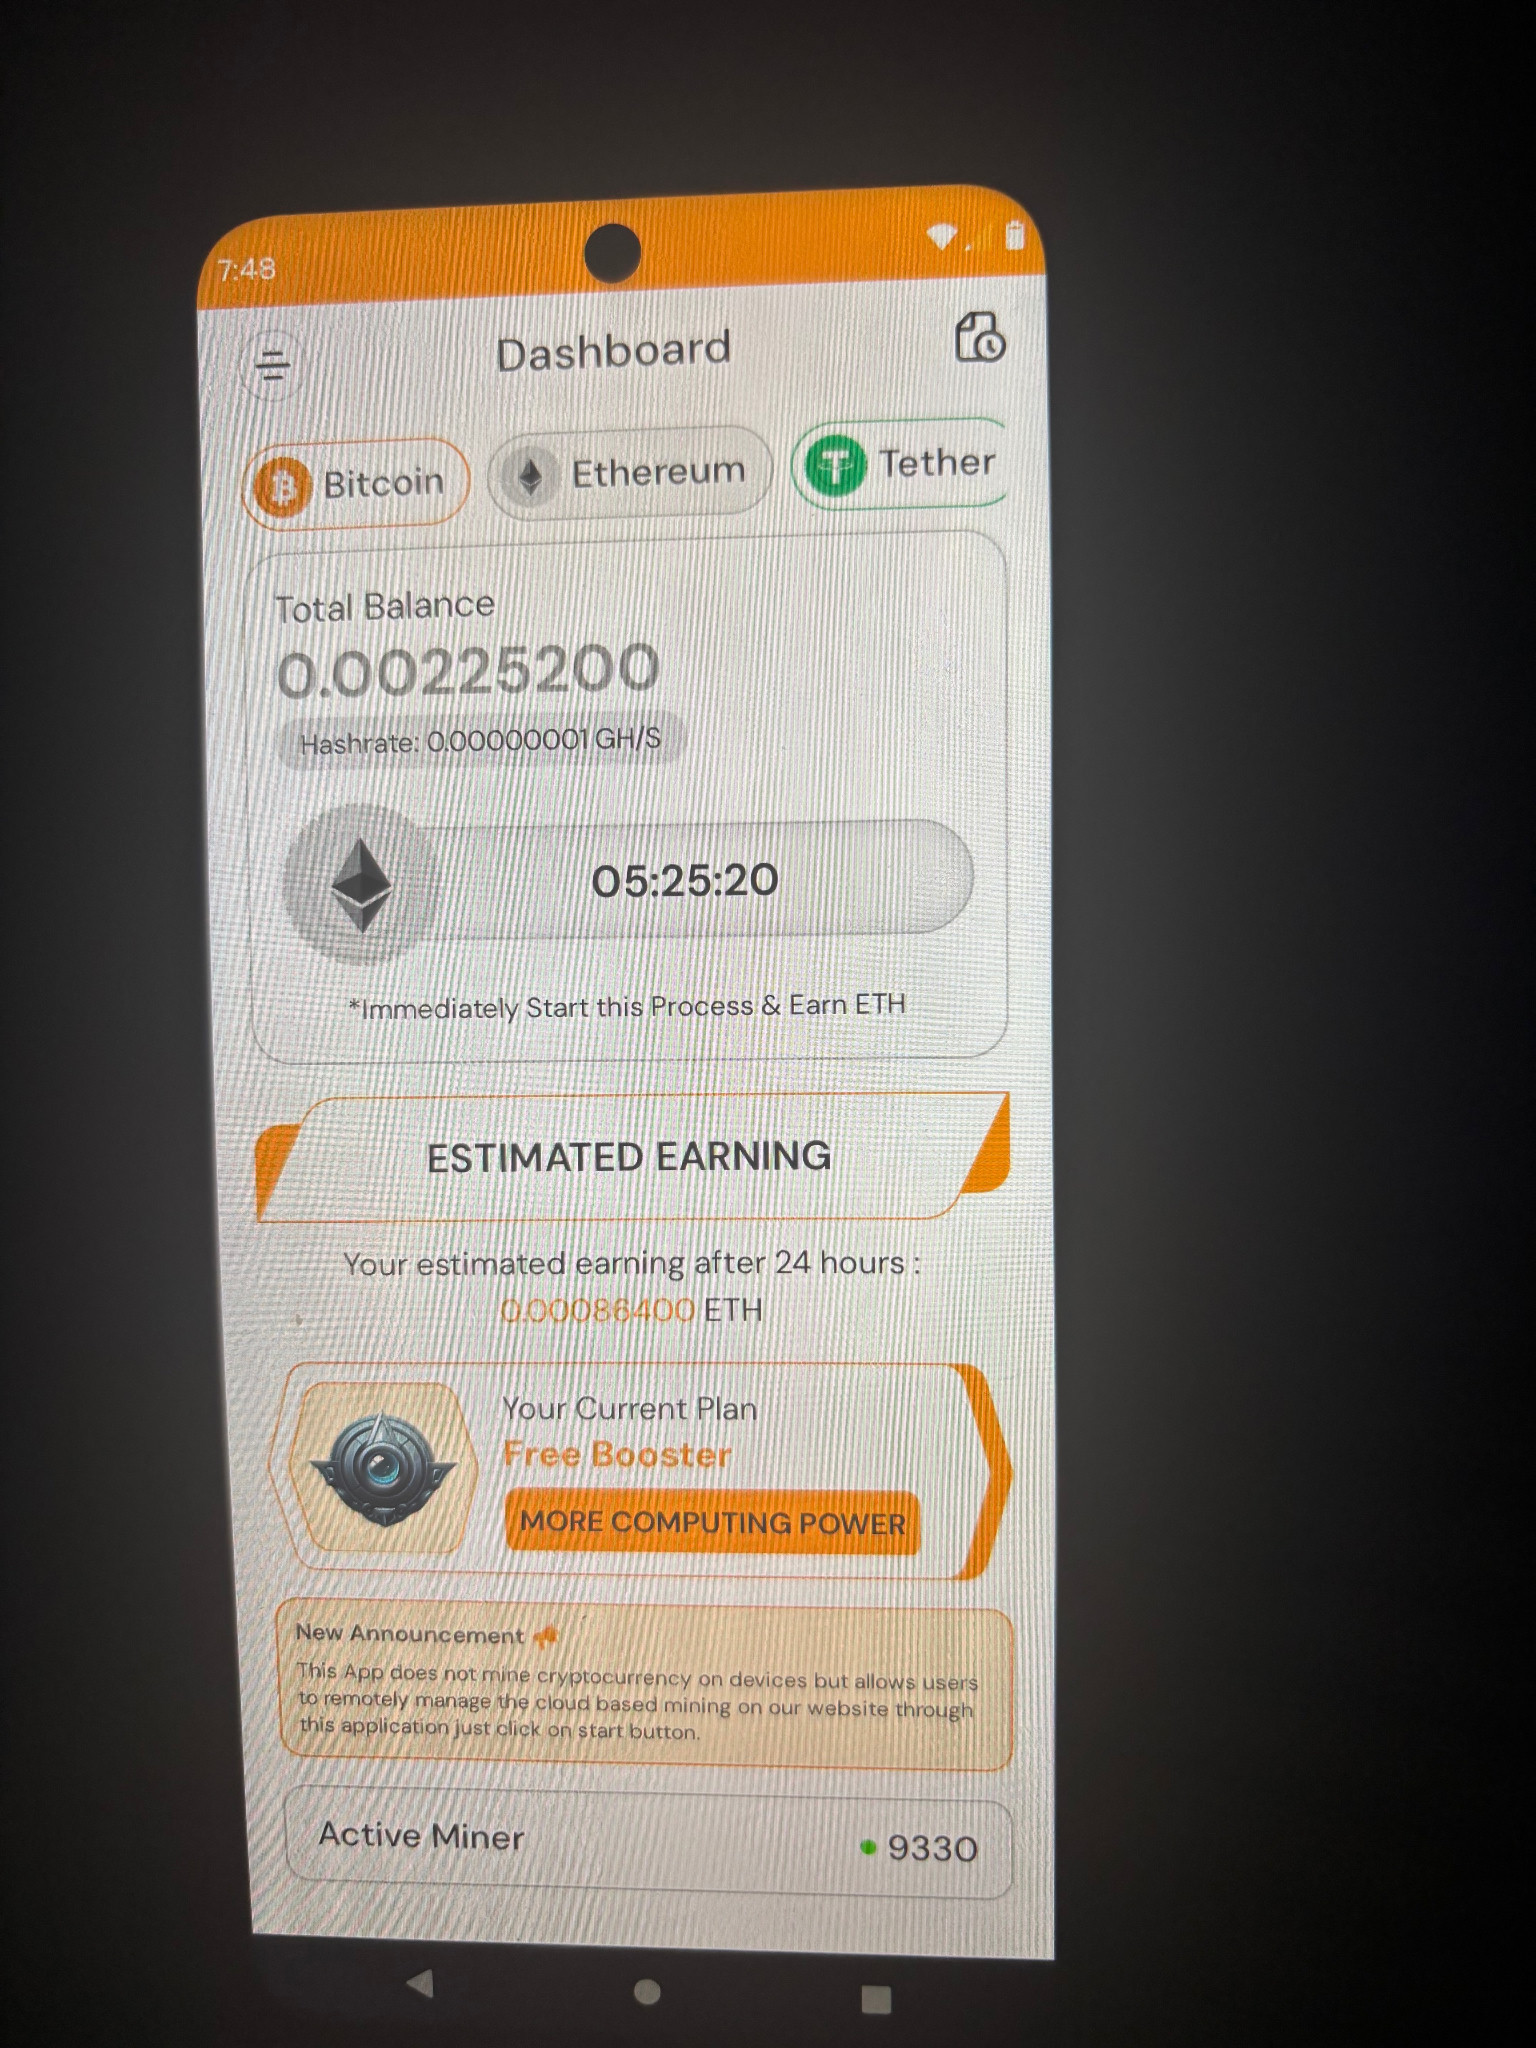 7:48
Dashboard
Bitcoin
Ethereum
Tether
Total Balance
0.00225200
Hashrate: 0.00000001 GH/S
05:25:20
*Immediately Start this Process & Earn ETH
ESTIMATED EARNING
Your estimated earning after 24 hours :
0.00086400 ETH
Your Current Plan
Free Booster
MORE COMPUTING POWER
New Announcement
This App does not mine cryptocurrency on devices but allows users
to remotely manage the cloud based mining on our website through
this application just click on start button.
Active Miner
9330